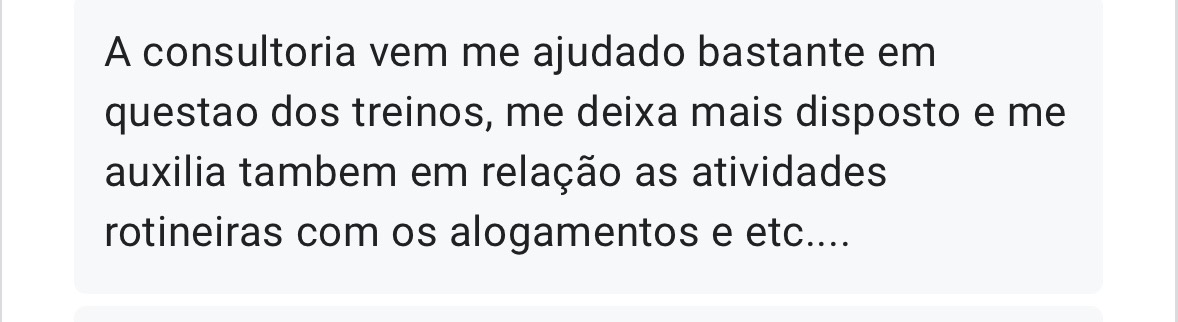 A consultoria vem me ajudado bastante em
questao dos treinos, me deixa mais disposto e me
auxilia tambem em relação as atividades
rotineiras com os alogamentos e etc....